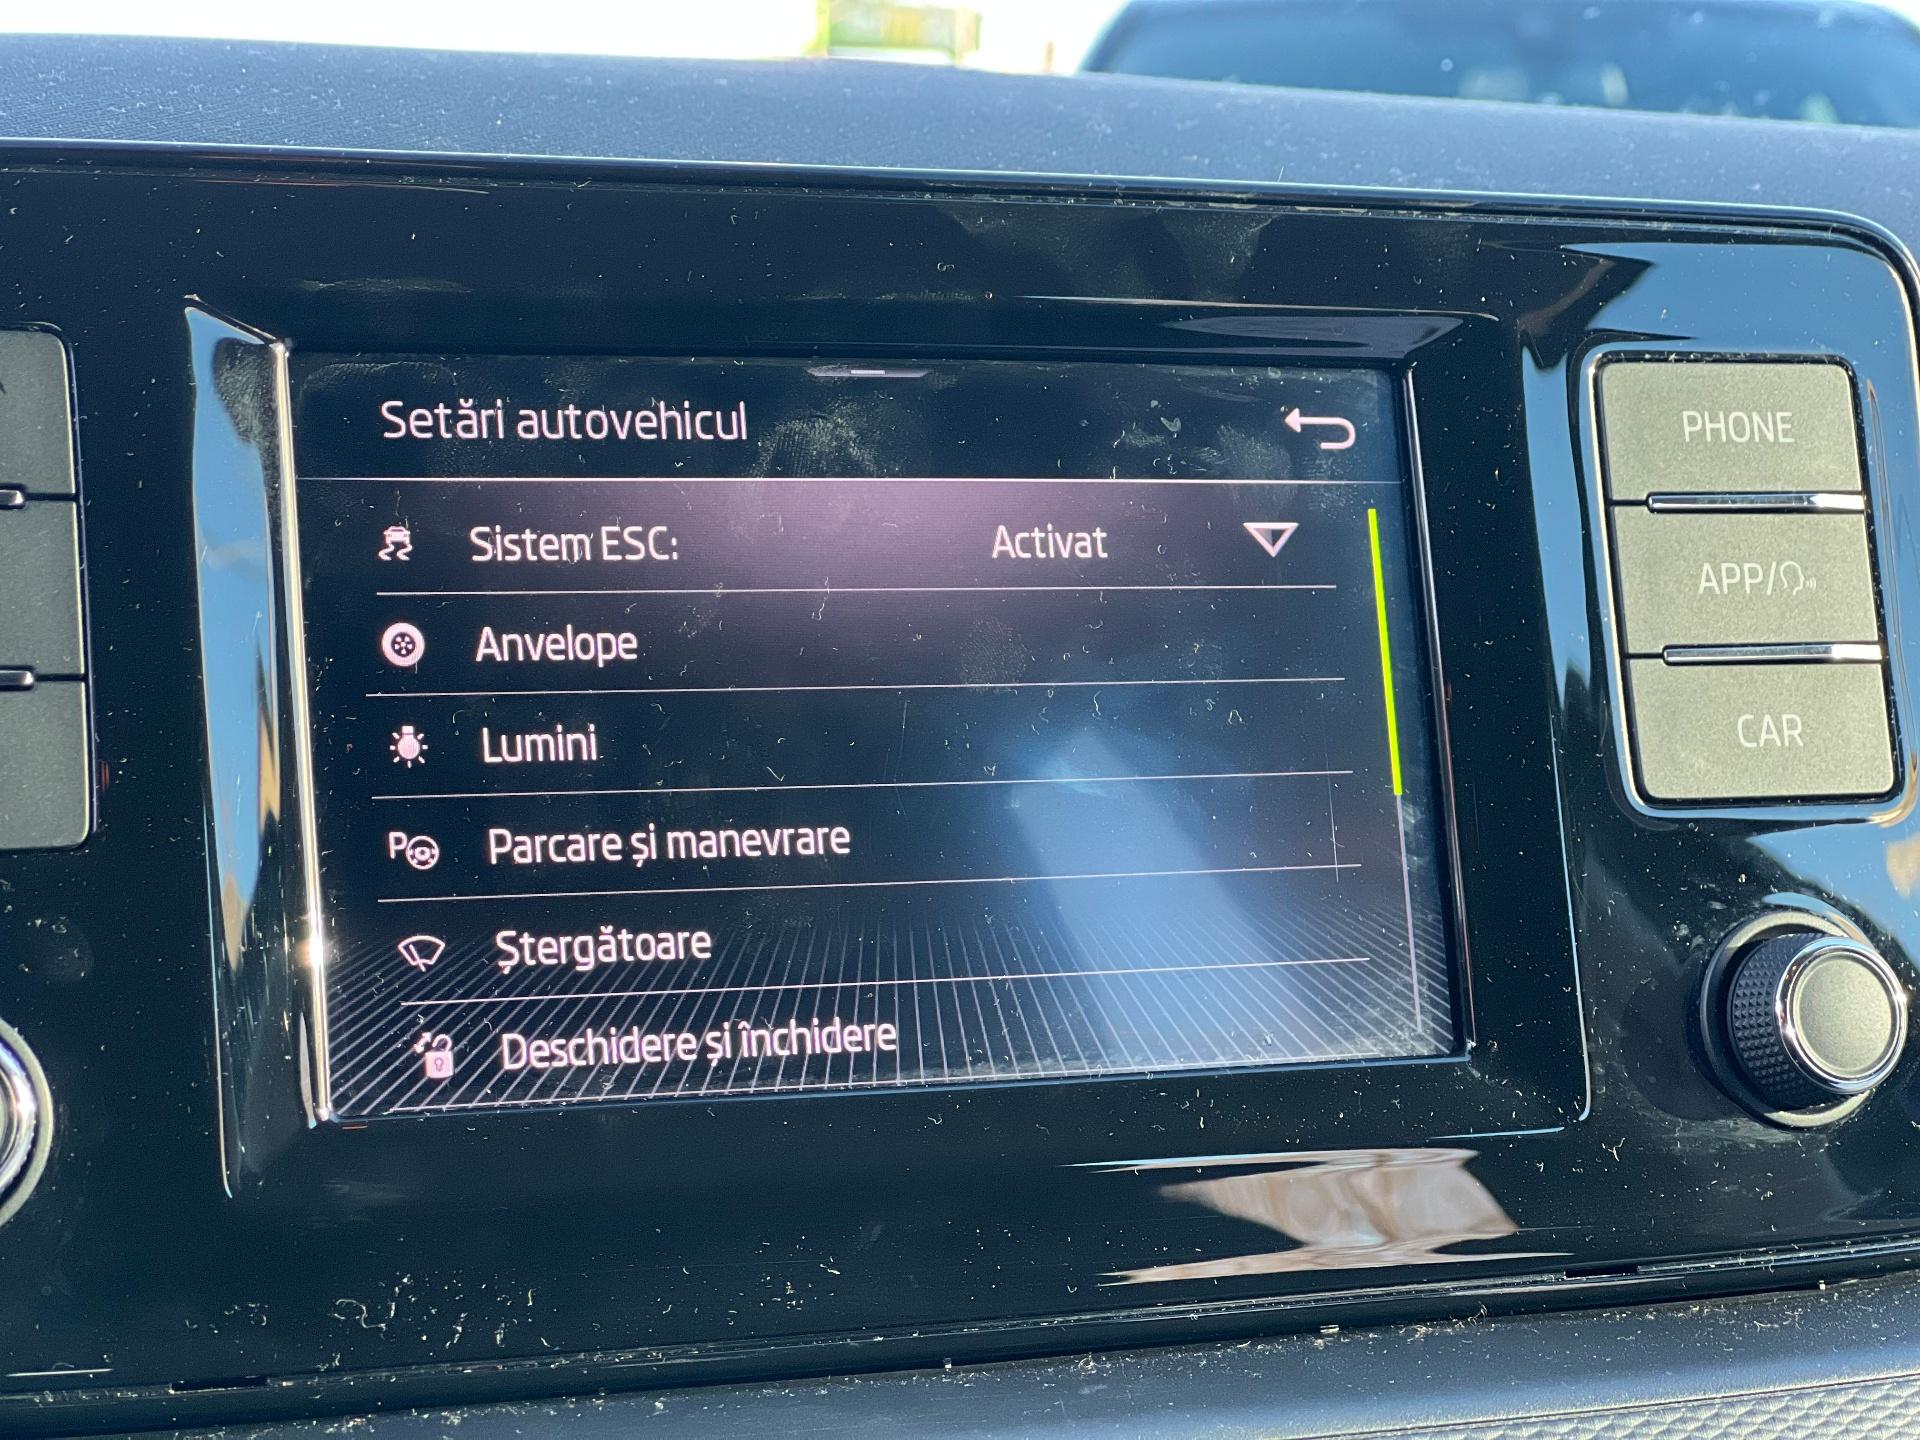 Setări autovehicul
Sistem ESC: Activat
Anvelope
Lumini
P Parcare și manevrare
Ștergătoare
Deschidere și închidere
PHONE
APP/
CAR